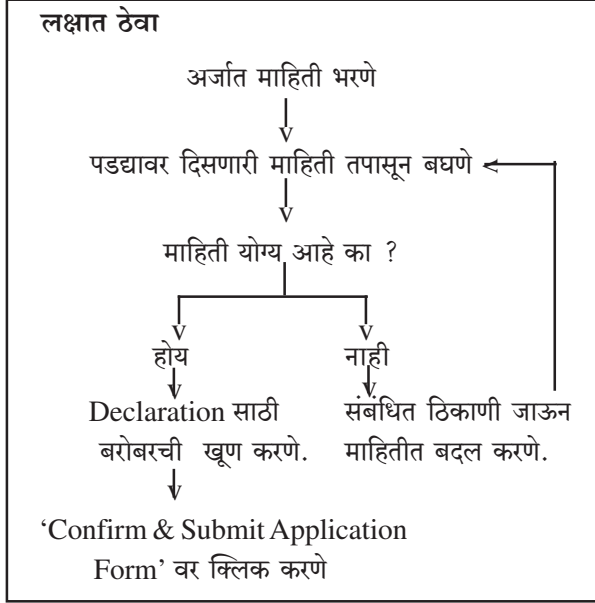 लक्षात ठेवा
अर्जात माहिती भरणे
पडद्यावर दिसणारी माहिती तपासून बघणे
माहिती योग्य आहे का ?
होय
नाही
Declaration साठी
बरोबरची खूण करणे.
संबंधित ठिकाणी जाऊन
माहितीत बदल करणे.
‘Confirm & Submit Application
Form’ वर क्लिक करणे